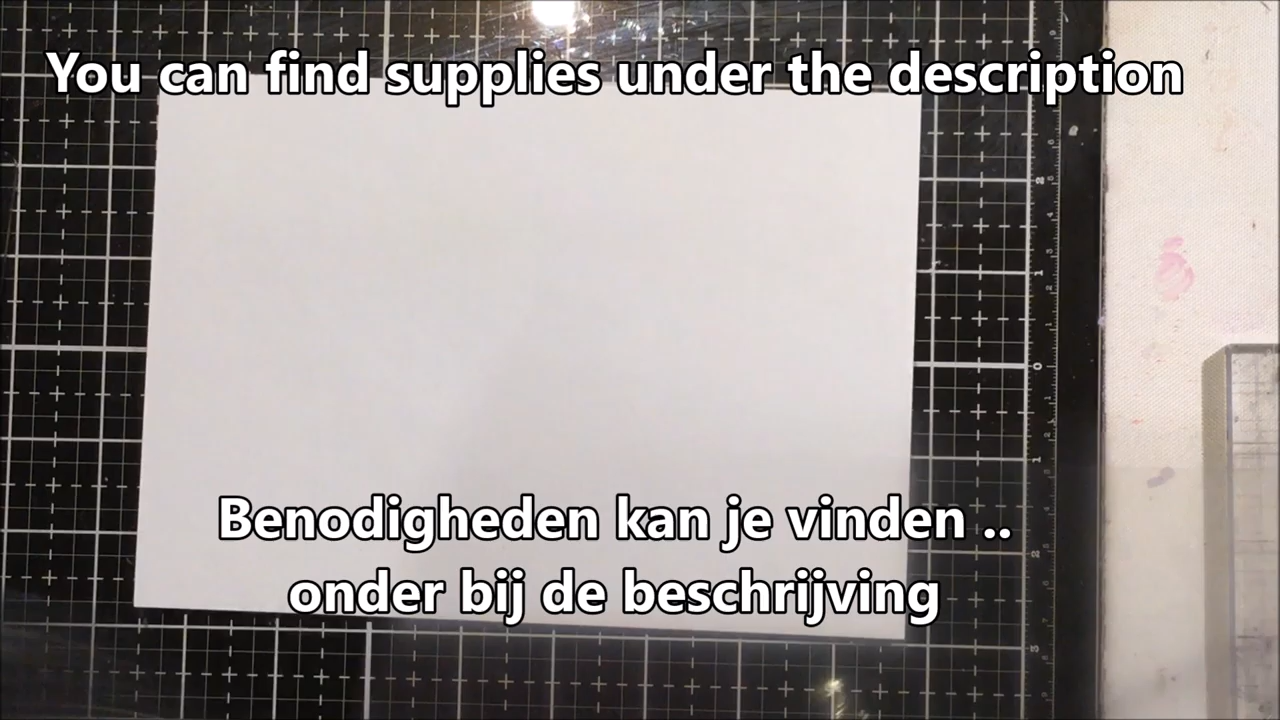 You can find supplies under the description
Benodigheden kan je vinden ..
onder bij de beschrijving